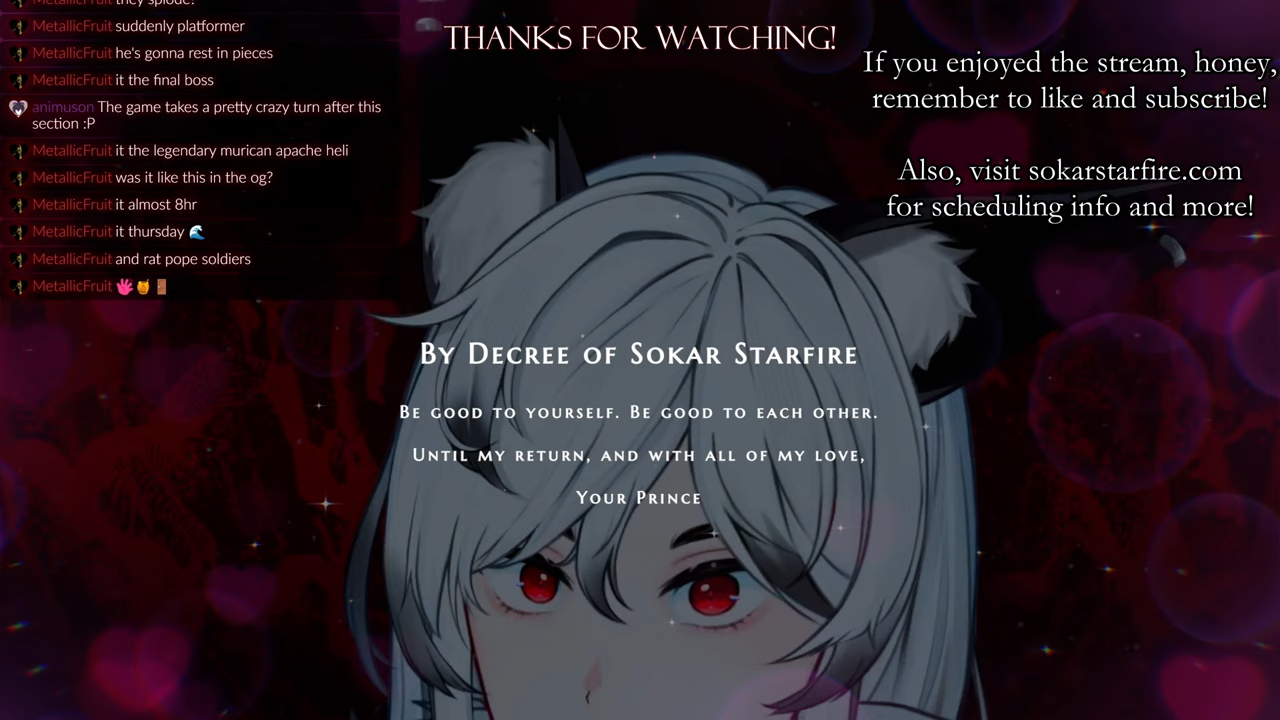 MetallicFruit they splode?
MetallicFruit suddenly platformer
MetallicFruit he's gonna rest in pieces
MetallicFruit it the final boss
animuson The game takes a pretty crazy turn after this
section :P
MetallicFruit it the legendary murican apache heli
MetallicFruit was it like this in the og?
MetallicFruit it almost 8hr
MetallicFruit it thursday 🌊
MetallicFruit and rat pope soldiers
MetallicFruit 🖐️🍯🚪
THANKS FOR WATCHING!
If you enjoyed the stream, honey,
remember to like and subscribe!
Also, visit sokarstarfire.com
for scheduling info and more!
By Decree of Sokar Starfire
Be good to yourself. Be good to each other.
Until my return, and with all of my love,
Your Prince